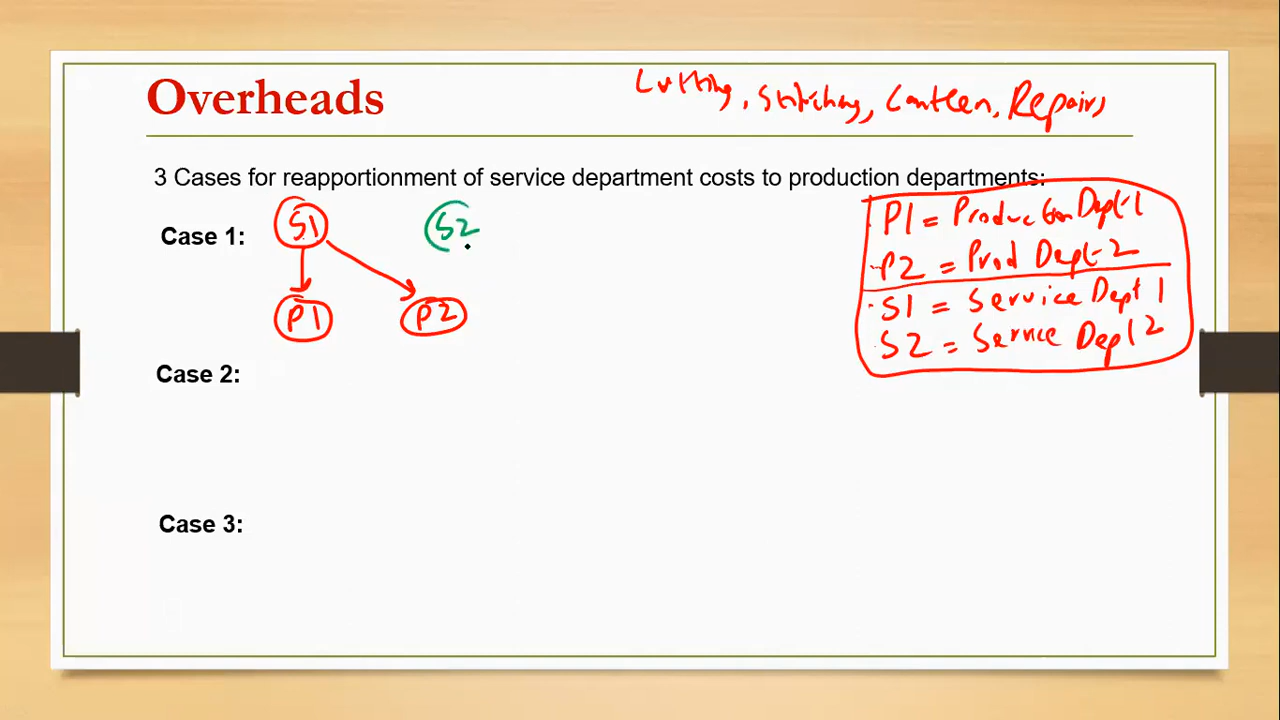 Overheads
Cutting, Stitching, Canteen, Repairs
3 Cases for reapportionment of service department costs to production departments:
Case 1:
S1
S2
P1
P2
P1 = Production Dept-1
P2 = Prod Dept-2
S1 = Service Dept 1
S2 = Service Dept 2
Case 2:
Case 3: